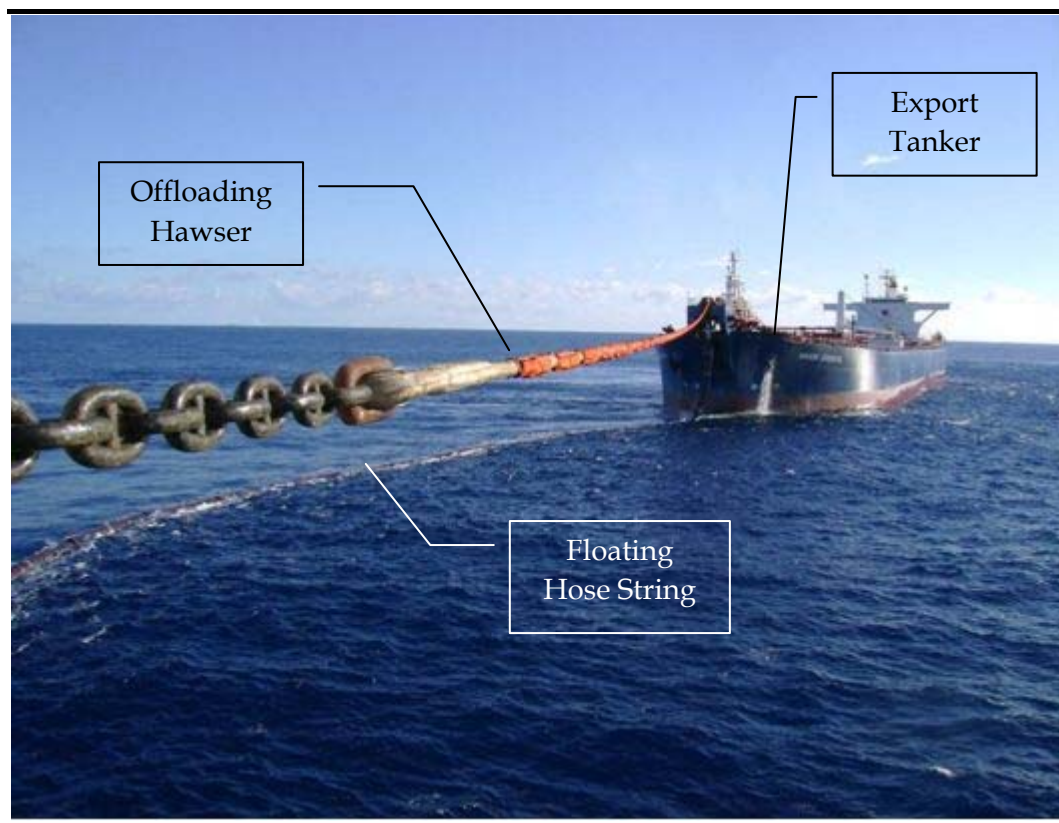 Export
Tanker
Offloading
Hawser
Floating
Hose String